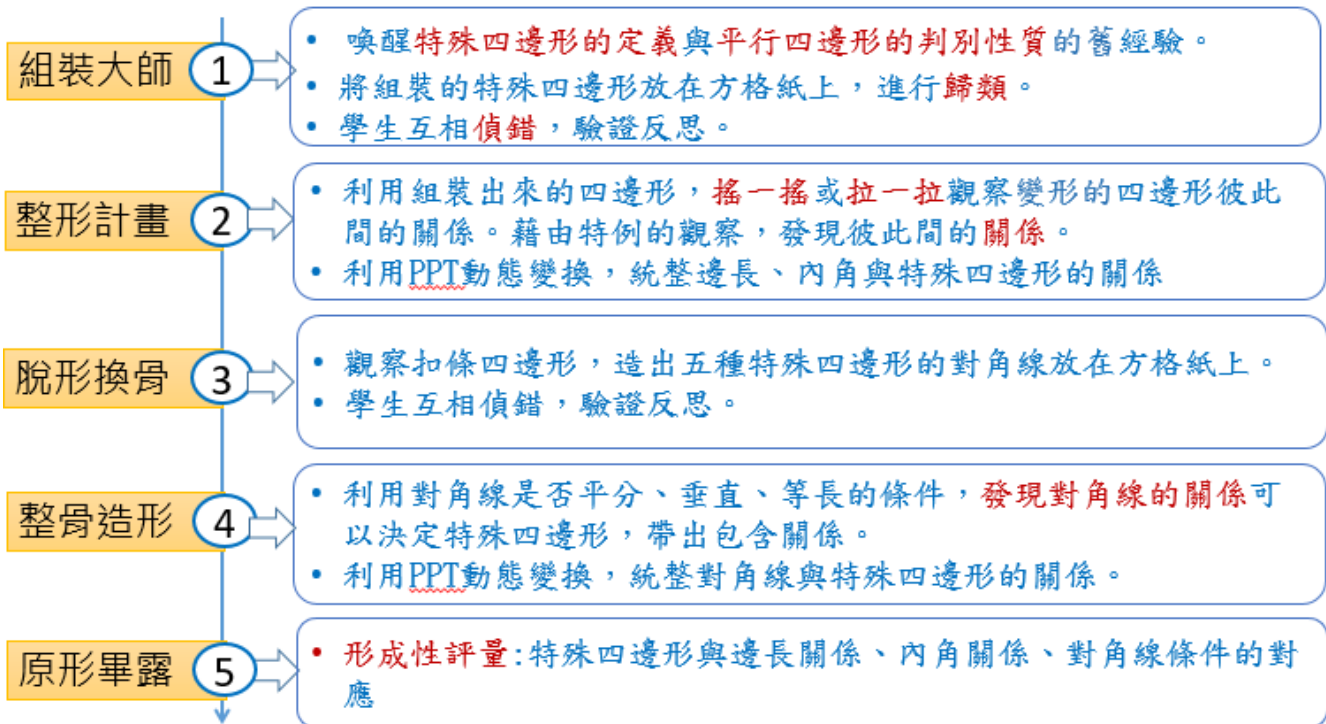 組裝大師 1
• 喚醒特殊四邊形的定義與平行四邊形的判別性質的舊經驗。
• 將組裝的特殊四邊形放在方格紙上，進行歸類。
• 學生互相偵錯，驗證反思。
整形計畫 2
• 利用組裝出來的四邊形，搖一搖或拉一拉觀察變形的四邊形彼此
間的關係。藉由特例的觀察，發現彼此間的關係。
• 利用PPT動態變換，統整邊長、內角與特殊四邊形的關係
脫形換骨 3
• 觀察扣條四邊形，造出五種特殊四邊形的對角線放在方格紙上。
• 學生互相偵錯，驗證反思。
整骨造形 4
• 利用對角線是否平分、垂直、等長的條件，發現對角線的關係可
以決定特殊四邊形，帶出包含關係。
• 利用PPT動態變換，統整對角線與特殊四邊形的關係。
原形畢露 5
• 形成性評量:特殊四邊形與邊長關係、內角關係、對角線條件的對
應